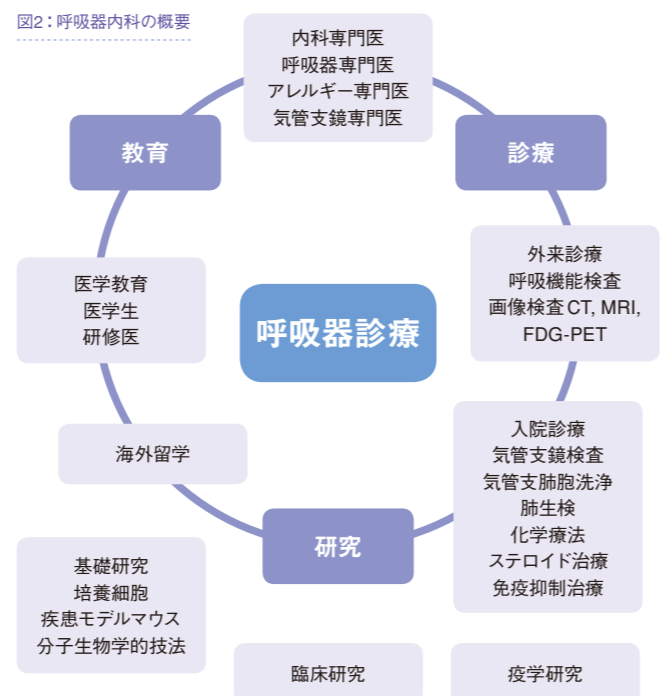 図2：呼吸器内科の概要
内科専門医
呼吸器専門医
アレルギー専門医
気管支鏡専門医
教育
診療
医学教育
医学生
研修医
外来診療
呼吸機能検査
画像検査CT, MRI,
FDG-PET
呼吸器診療
海外留学
入院診療
気管支鏡検査
気管支肺胞洗浄
肺生検
化学療法
ステロイド治療
免疫抑制治療
研究
基礎研究
培養細胞
疾患モデルマウス
分子生物学的技法
臨床研究
疫学研究